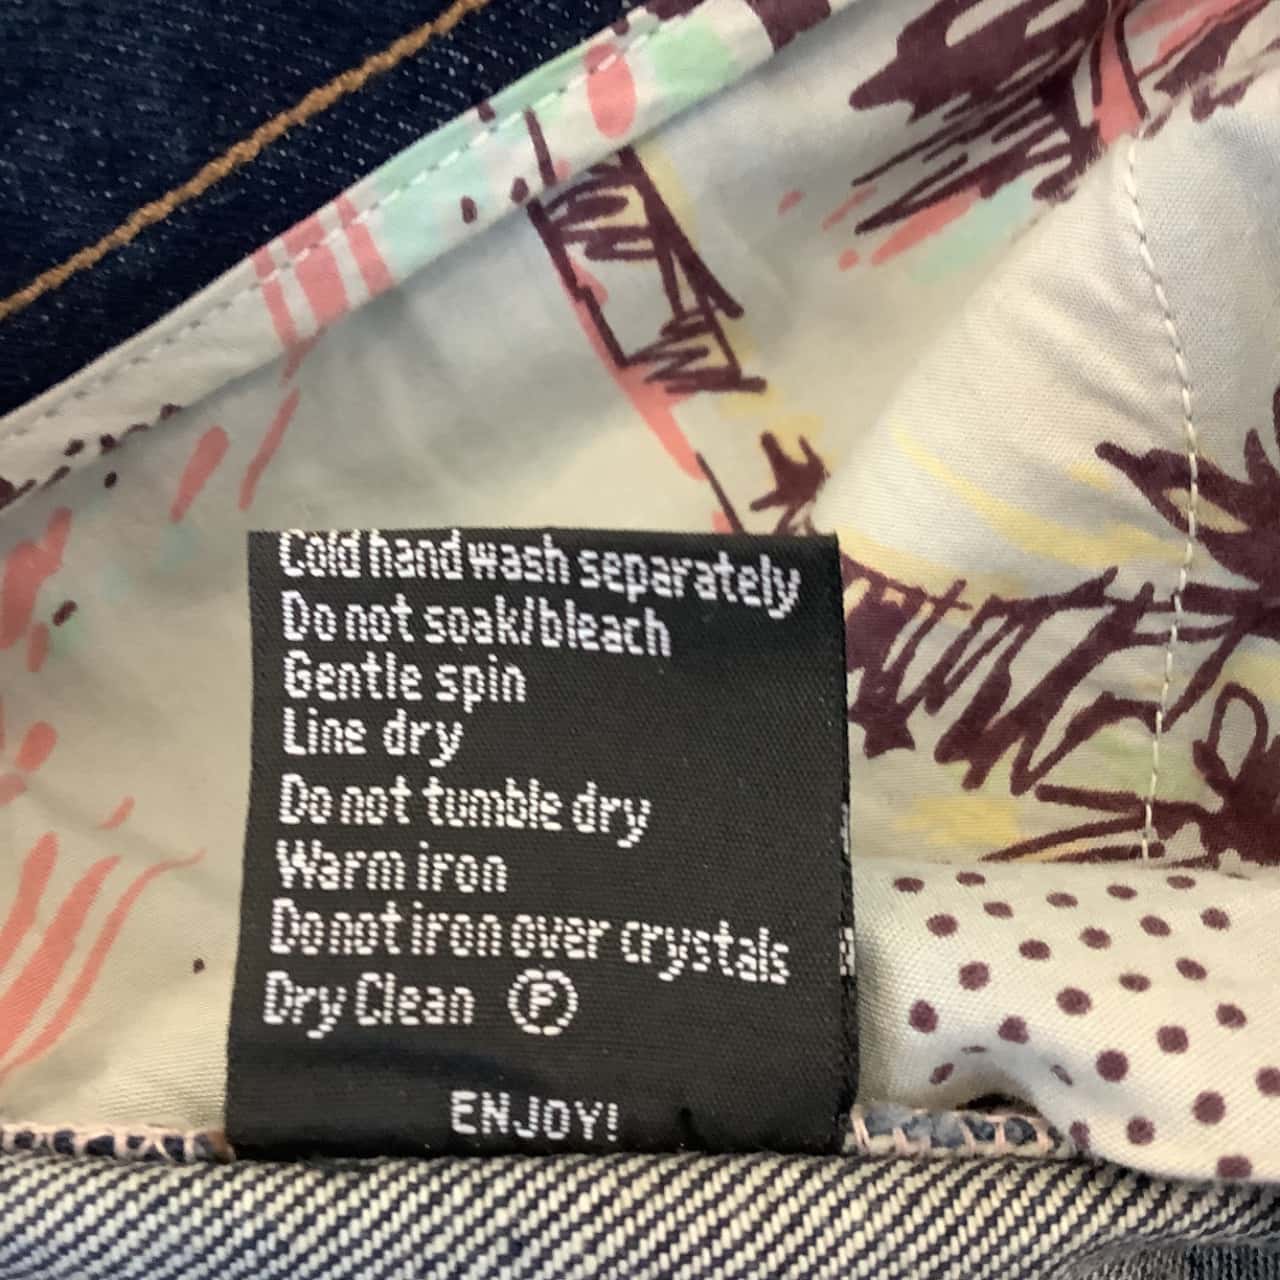 Cold hand wash separately
Do not soak/bleach
Gentle spin
Line dry
Do not tumble dry
Warm iron
Do not iron over crystals
Dry Clean Ⓟ
ENJOY!